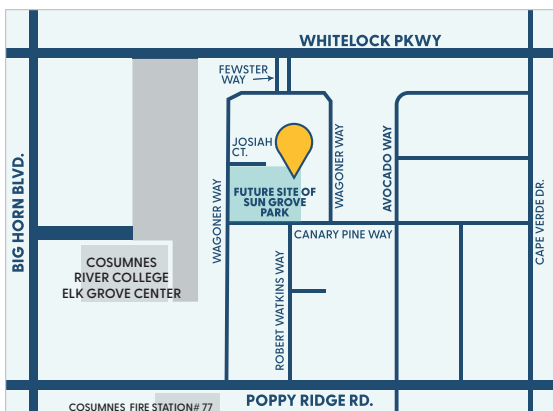 WHITELOCK PKWY
FEWSTER
WAY
JOSIAH
CT.
WAGONER WAY
AVOCADO WAY
BIG HORN BLVD.
WAGONER WAY
CAPE VERDE DR.
FUTURE SITE OF
SUN GROVE
PARK
CANARY PINE WAY
COSUMNES
RIVER COLLEGE
ELK GROVE CENTER
ROBERT WATKINS WAY
POPPY RIDGE RD.
COSUMNES FIRE STATION# 77